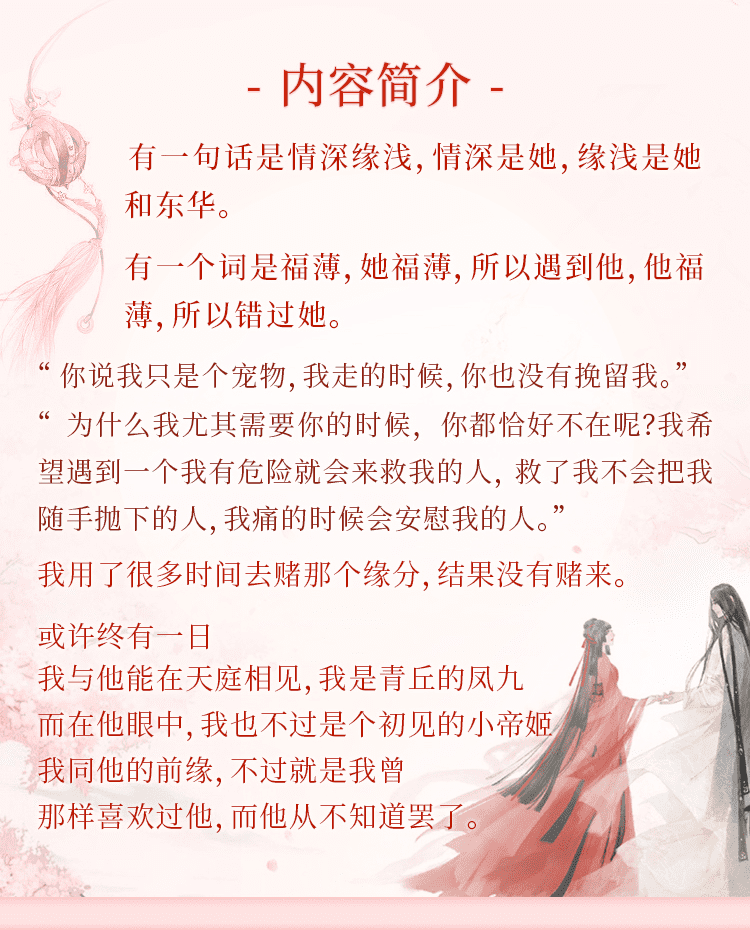 - 内容简介 -
有一句话是情深缘浅,情深是她,缘浅是她
和东华。
有一个词是福薄,她福薄,所以遇到他,他福
薄,所以错过她。
“你说我只是个宠物,我走的时候,你也没有挽留我。”
“ 为什么我尤其需要你的时候, 你都恰好不在呢?我希
望遇到一个我有危险就会来救我的人, 救了我不会把我
随手抛下的人,我痛的时候会安慰我的人。”
我用了很多时间去赌那个缘分,结果没有赌来。
或许终有一日
我与他能在天庭相见,我是青丘的凤九
而在他眼中,我也不过是个初见的小帝姬
我同他的前缘,不过就是我曾
那样喜欢过他,而他从不知道罢了。